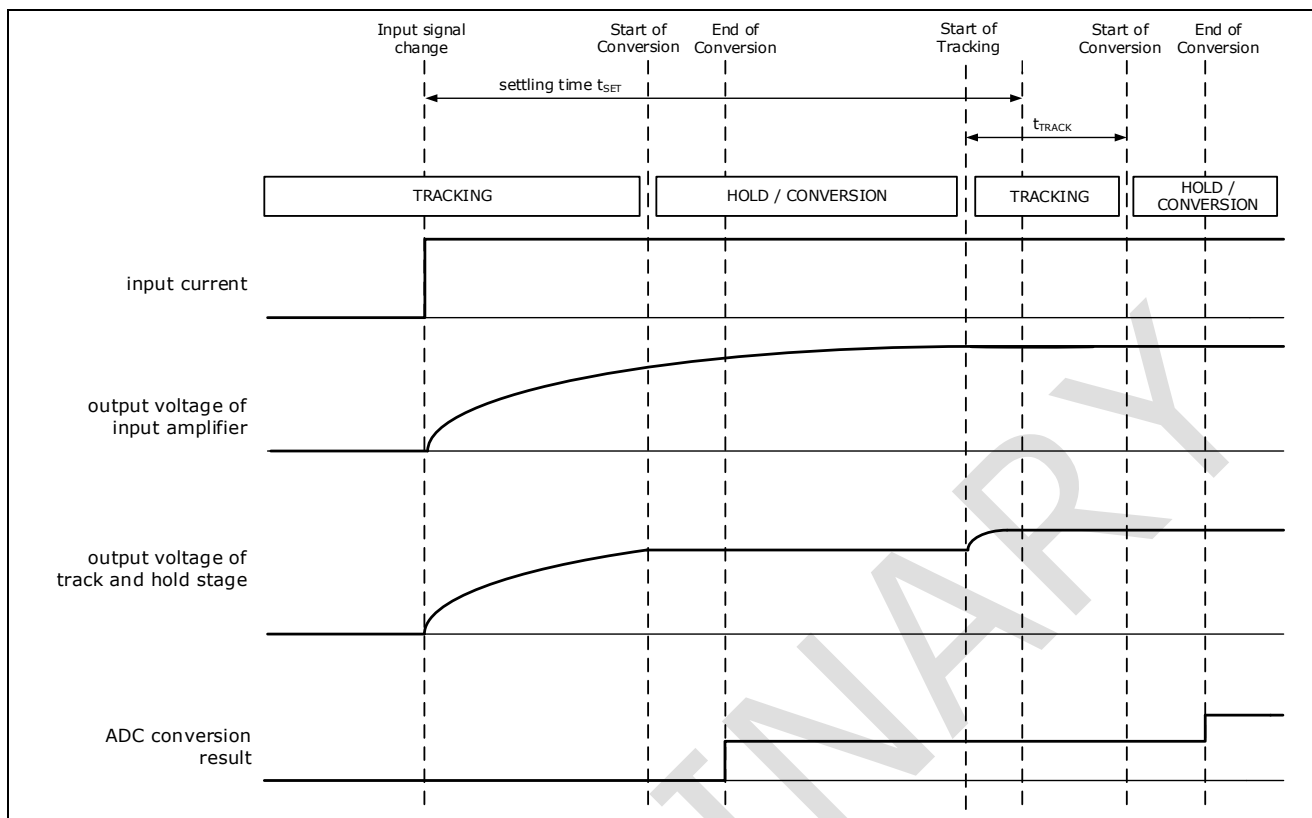 Input signal
change
Start of
Conversion
End of
Conversion
Start of
Tracking
Start of
Conversion
End of
Conversion
settling time tSET
tTRACK
TRACKING
HOLD / CONVERSION
TRACKING
HOLD /
CONVERSION
input current
output voltage of
input amplifier
output voltage of
track and hold stage
ADC conversion
result
INARY